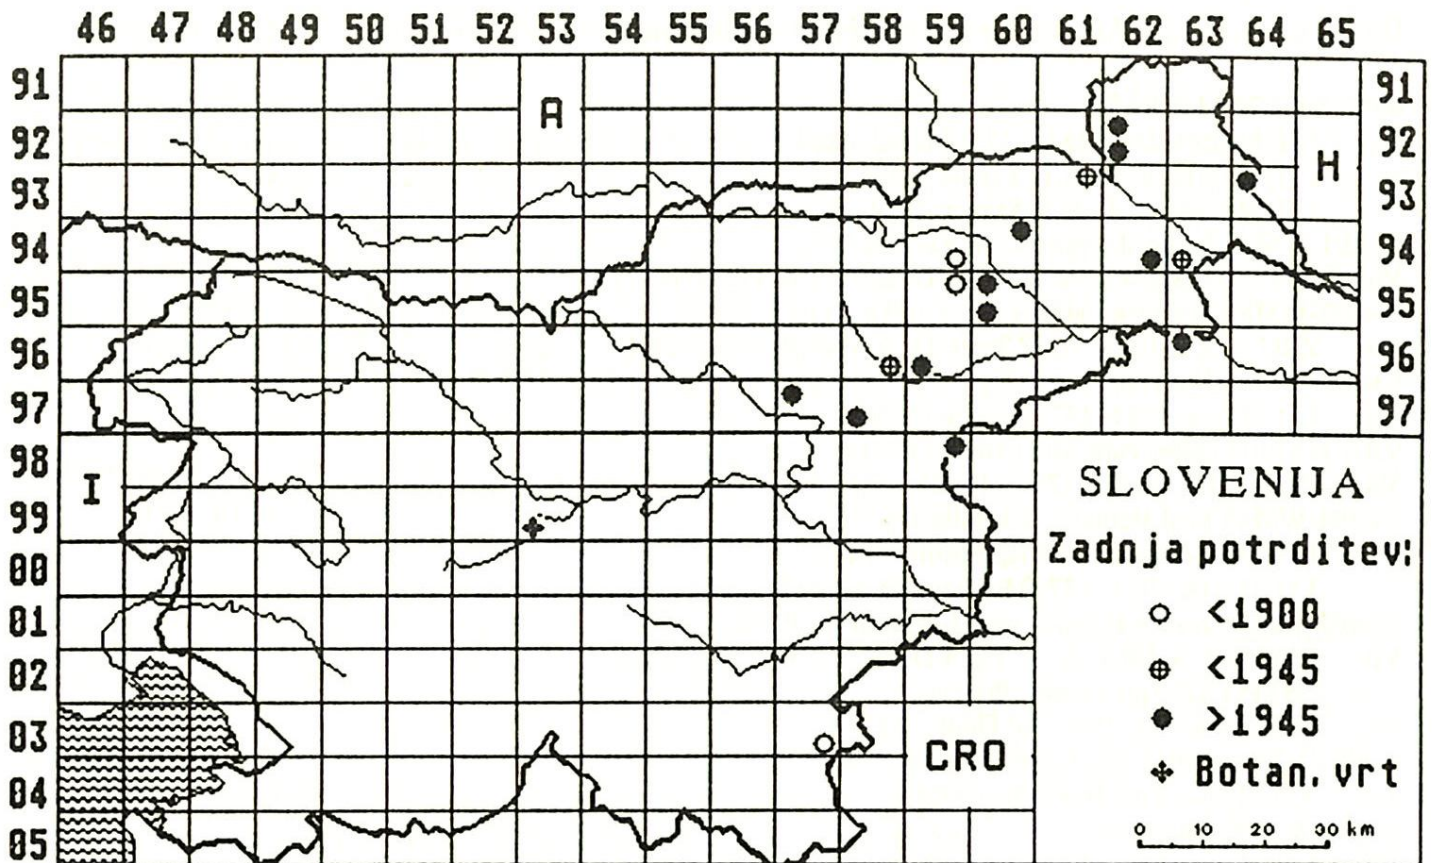 46 47 48 49 50 51 52 53 54 55 56 57 58 59 60 61 62 63 64 65
91 91
A
92 H 92
93 93
94 94
95 95
96 96
97 97
98
I SLOVENIJA
99
Zadnja potrditev:
00
○ <1900
01
⊕ <1945
02
● >1945
03
CRO
✣ Botan. vrt
04
0 10 20 30 km
05